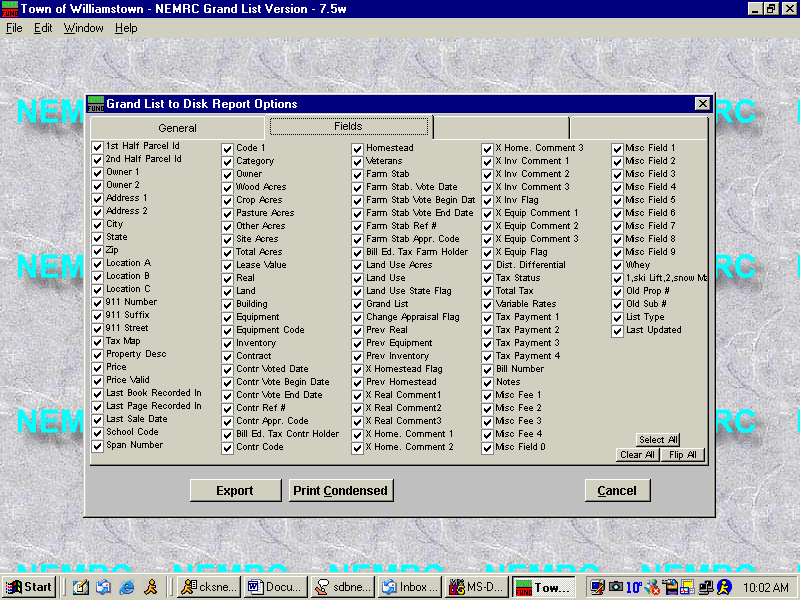 Town of Williamstown - NEMRC Grand List Version - 7.5w
File Edit Window Help
Grand List to Disk Report Options
General
Fields
1st Half Parcel Id
2nd Half Parcel Id
Owner 1
Owner 2
Address 1
Address 2
City
State
Zip
Location A
Location B
Location C
911 Number
911 Suffix
911 Street
Tax Map
Property Desc
Price
Price Valid
Last Book Recorded In
Last Page Recorded In
Last Sale Date
School Code
Span Number
Code 1
Category
Owner
Wood Acres
Crop Acres
Pasture Acres
Other Acres
Site Acres
Total Acres
Lease Value
Real
Land
Building
Equipment
Equipment Code
Inventory
Contract
Contr Voted Date
Contr Vote Begin Date
Contr Vote End Date
Contr Ref #
Contr Appr. Code
Bill Ed. Tax Contr Holder
Contr Code
Homestead
Veterans
Farm Stab
Farm Stab. Vote Date
Farm Stab Vote Begin Dat
Farm Stab Vote End Date
Farm Stab Ref #
Farm Stab Appr. Code
Bill Ed. Tax Farm Holder
Land Use Acres
Land Use
Land Use State Flag
Grand List
Change Appraisal Flag
Prev Real
Prev Equipment
Prev Inventory
X Homestead Flag
Prev Homestead
X Real Comment1
X Real Comment2
X Real Comment3
X Home. Comment 1
X Home. Comment 2
X Home. Comment 3
X Inv Comment 1
X Inv Comment 2
X Inv Comment 3
X Inv Flag
X Equip Comment 1
X Equip Comment 2
X Equip Comment 3
X Equip Flag
Dist. Differential
Tax Status
Total Tax
Variable Rates
Tax Payment 1
Tax Payment 2
Tax Payment 3
Tax Payment 4
Bill Number
Notes
Misc Fee 1
Misc Fee 2
Misc Fee 3
Misc Fee 4
Misc Field 0
Misc Field 1
Misc Field 2
Misc Field 3
Misc Field 4
Misc Field 5
Misc Field 6
Misc Field 7
Misc Field 8
Misc Field 9
Whey
1,ski Lift,2,snow Ma
Old Prop #
Old Sub #
List Type
Last Updated
Select All
Clear All Flip All
Export Print Condensed Cancel
Start cksne... Docu... sdbne... Inbox ... MS-D... Tow... 10° 10:02 AM